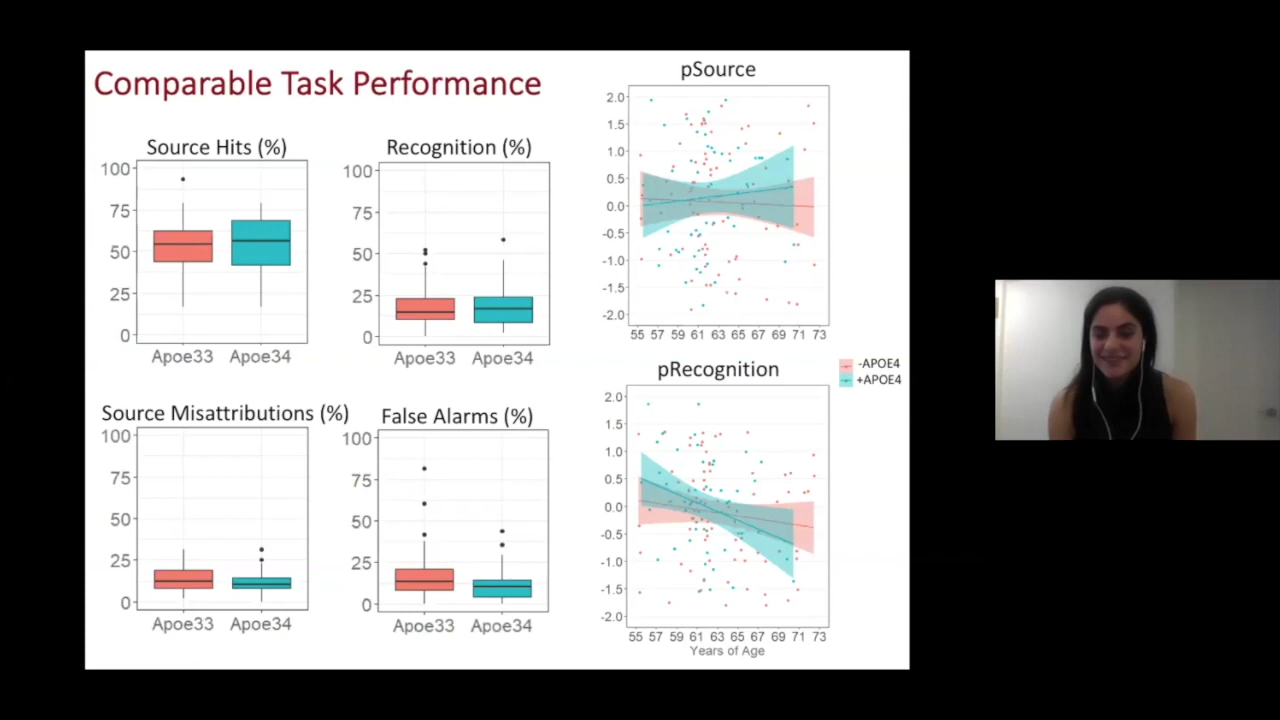 Comparable Task Performance
Source Hits (%)
100
75
50
25
0
Apoe33 Apoe34
Recognition (%)
100
75
50
25
0
Apoe33 Apoe34
Source Misattributions (%)
100
75
50
25
0
Apoe33 Apoe34
False Alarms (%)
100
75
50
25
0
Apoe33 Apoe34
pSource
2.0
1.5
1.0
0.5
0.0
-0.5
-1.0
-1.5
-2.0
55 57 59 61 63 65 67 69 71 73
pRecognition
2.0
1.5
1.0
0.5
0.0
-0.5
-1.0
-1.5
-2.0
55 57 59 61 63 65 67 69 71 73
Years of Age
-APOE4
+APOE4